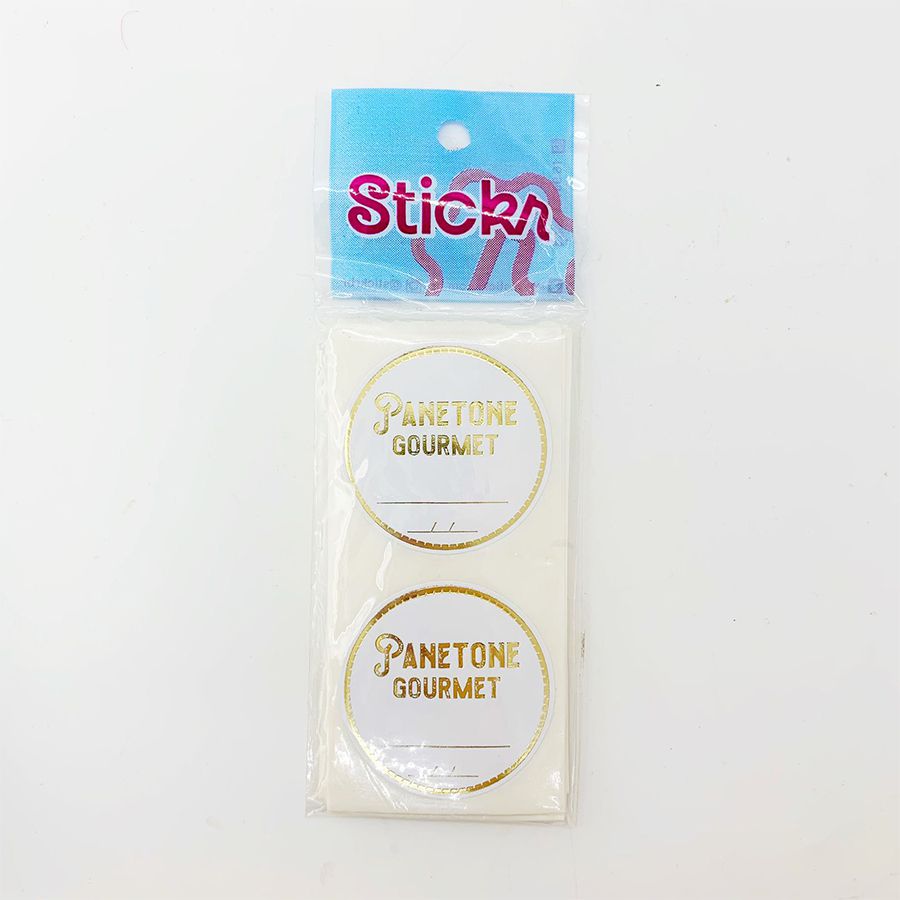 Stickr
PANETONE
GOURMET
/ /
PANETONE
GOURMET
/ /